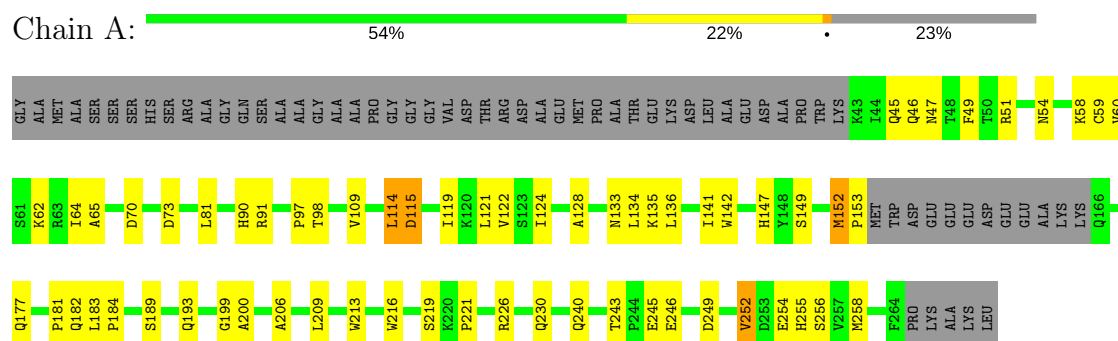 Chain A:
54% 22% • 23%
GLY ALA MET ALA SER SER SER HIS SER ARG ALA GLY GLN SER ALA ALA GLY ALA ALA PRO GLY GLY GLY VAL ASP THR ARG ASP ASP ALA GLU MET PRO ALA THR GLU LYS ASP LEU ALA GLU ASP ALA PRO TRP LYS K43 I44 Q45 Q46 N47 T48 F49 T50 R51 N54 K58 C59 V60
S61 K62 R63 I64 A65 D70 D73 L81 H90 R91 P97 T98 V109 L114 D115 I119 K120 L121 V122 S123 I124 A128 N133 L134 K135 L136 I141 W142 H147 Y148 S149 M152 P153 MET TRP ASP GLU GLU GLU ASP GLU GLU ALA LYS LYS Q166
Q177 P181 Q182 L183 P184 S189 Q193 G199 A200 A206 L209 W213 W216 S219 K220 P221 R226 Q230 Q240 T243 P244 E245 E246 D249 V252 D253 E254 H255 S256 V257 M258 F264 PRO LYS ALA LYS LEU